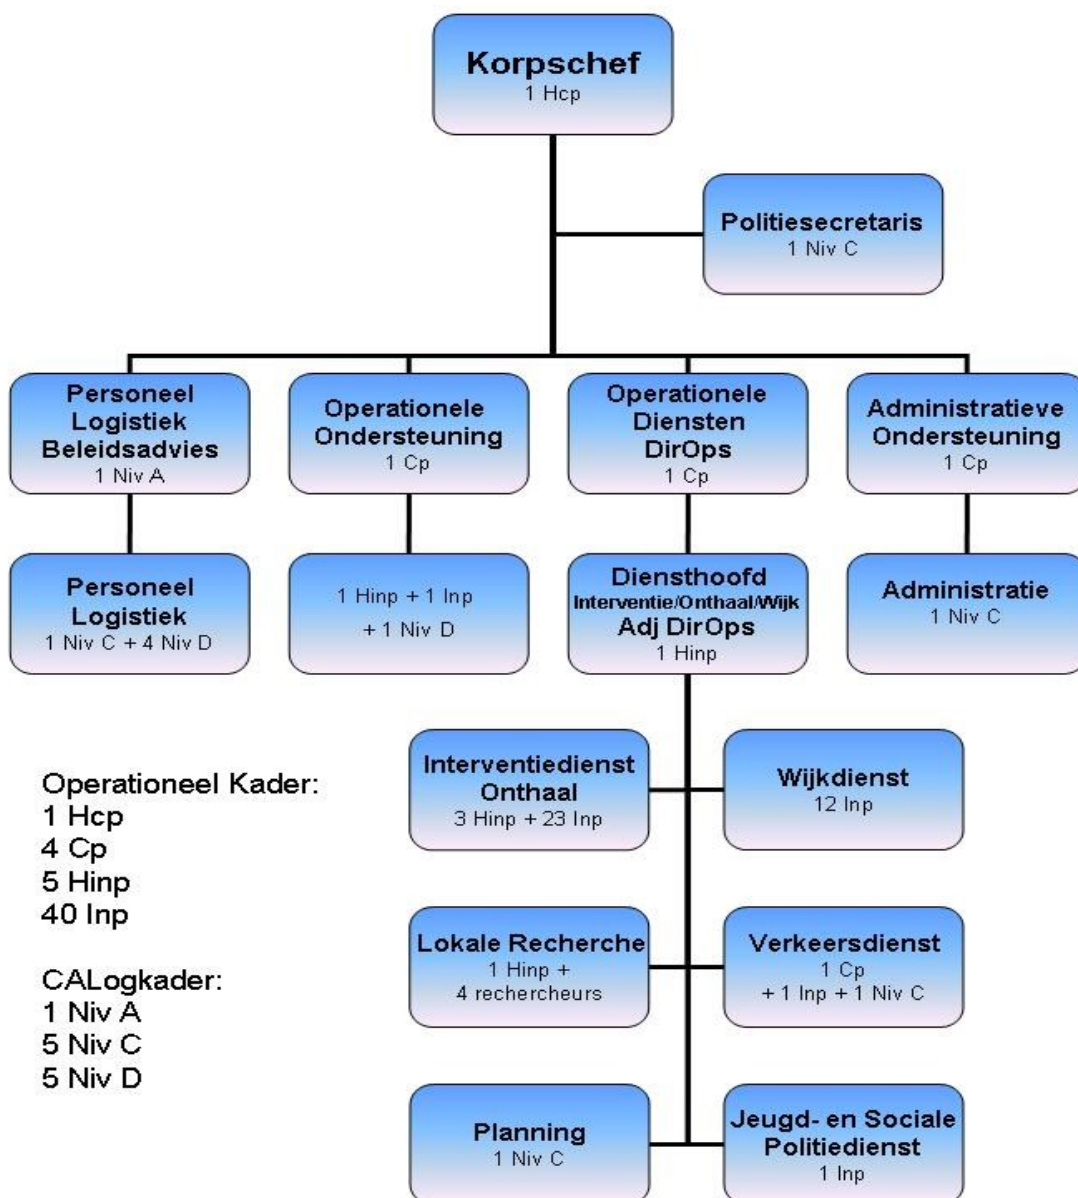 Korpschef
1 Hcp
Politiesecretaris
1 Niv C
Personeel
Logistiek
Beleidsadvies
1 Niv A
Operationele
Ondersteuning
1 Cp
Operationele
Diensten
DirOps
1 Cp
Administratieve
Ondersteuning
1 Cp
Personeel
Logistiek
1 Niv C + 4 Niv D
1 Hinp + 1 Inp
+ 1 Niv D
Diensthoofd
Interventie/Onthaal/Wijk
Adj DirOps
1 Hinp
Administratie
1 Niv C
Interventiedienst
Onthaal
3 Hinp + 23 Inp
Wijkdienst
12 Inp
Lokale Recherche
1 Hinp +
4 rechercheurs
Verkeersdienst
1 Cp
+ 1 Inp + 1 Niv C
Planning
1 Niv C
Jeugd- en Sociale
Politiedienst
1 Inp
Operationeel Kader:
1 Hcp
4 Cp
5 Hinp
40 Inp
CALogkader:
1 Niv A
5 Niv C
5 Niv D